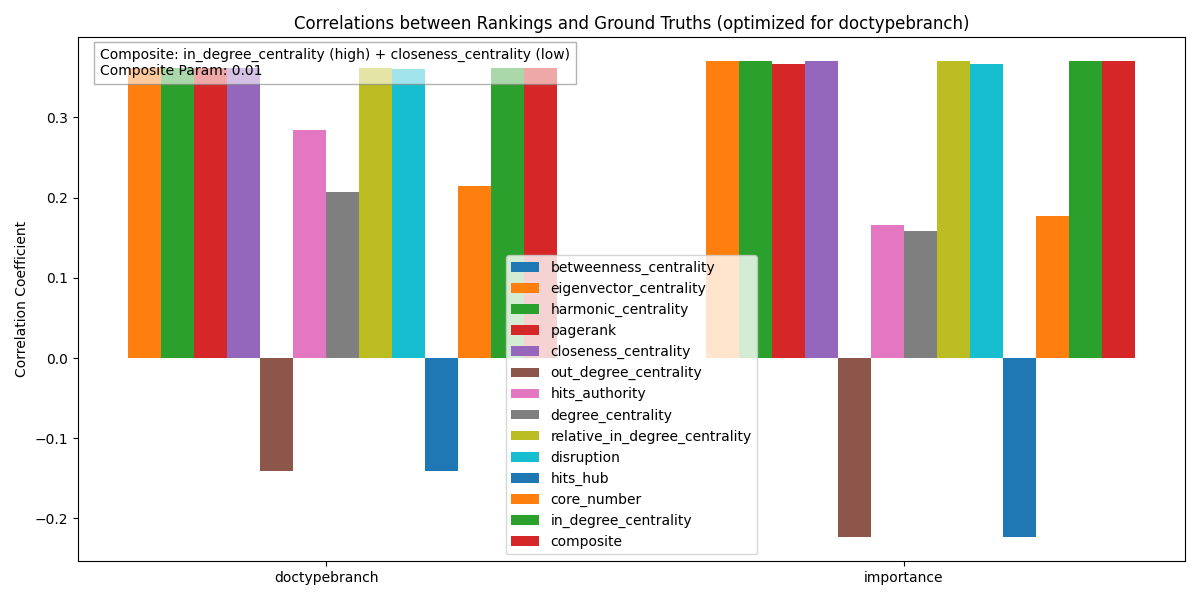 Correlations between Rankings and Ground Truths (optimized for doctypebranch)
Composite: in_degree_centrality (high) + closeness_centrality (low)
Composite Param: 0.01
Correlation Coefficient
0.3
0.2
0.1
0.0
−0.1
−0.2
betweenness_centrality
eigenvector_centrality
harmonic_centrality
pagerank
closeness_centrality
out_degree_centrality
hits_authority
degree_centrality
relative_in_degree_centrality
disruption
hits_hub
core_number
in_degree_centrality
composite
doctypebranch
importance